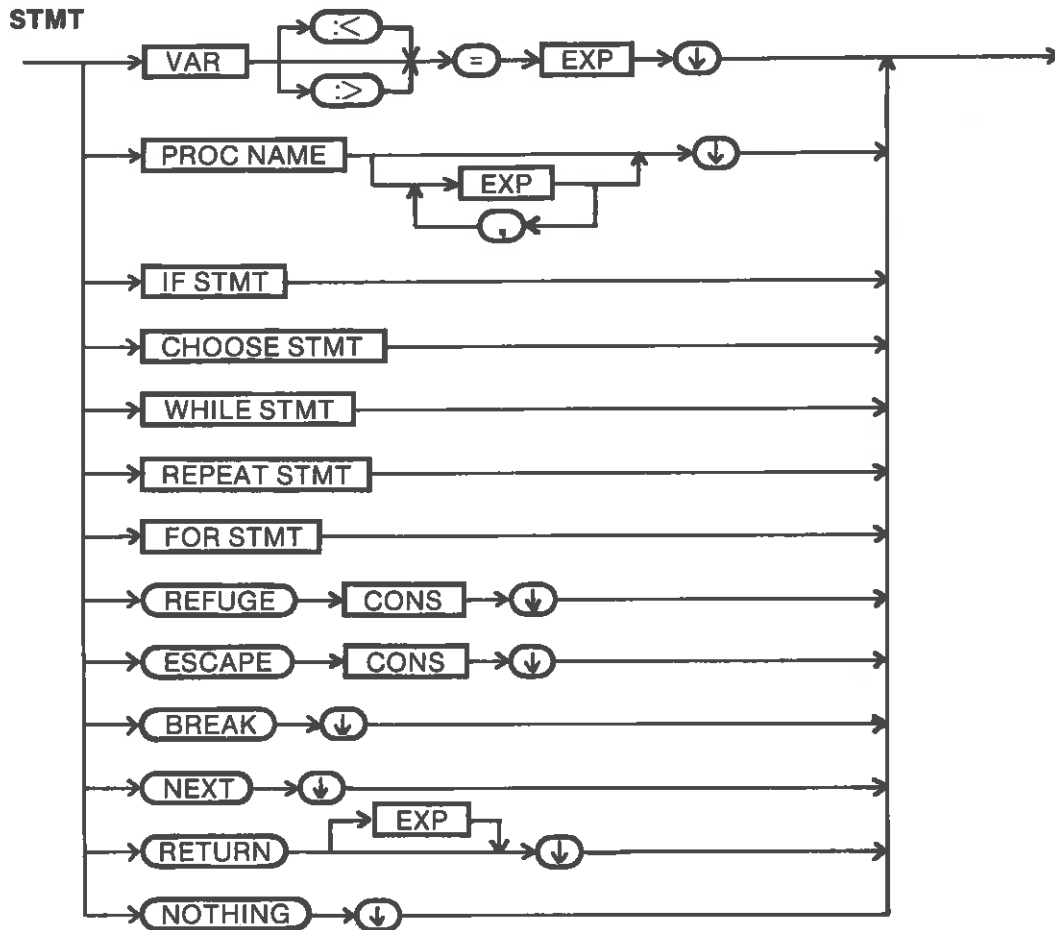 STMT
:<
VAR = EXP ↓
:>
PROC NAME ↓
EXP
,
IF STMT
CHOOSE STMT
WHILE STMT
REPEAT STMT
FOR STMT
REFUGE CONS ↓
ESCAPE CONS ↓
BREAK ↓
NEXT ↓
EXP
RETURN ↓
NOTHING ↓